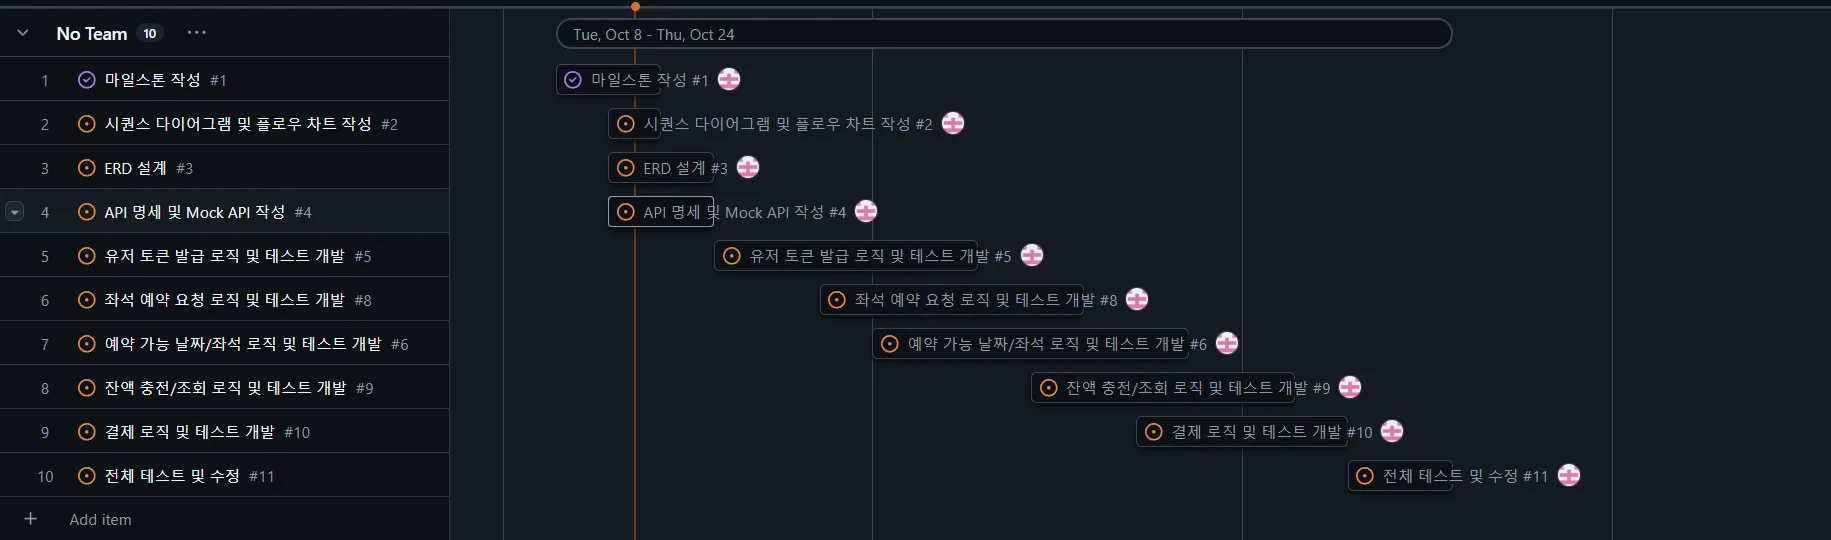 No Team 10 ...
Tue, Oct 8 - Thu, Oct 24
1 마일스톤 작성 #1
마일스톤 작성 #1
2 시퀀스 다이어그램 및 플로우 차트 작성 #2
시퀀스 다이어그램 및 플로우 차트 작성 #2
3 ERD 설계 #3
ERD 설계 #3
4 API 명세 및 Mock API 작성 #4
API 명세 및 Mock API 작성 #4
5 유저 토큰 발급 로직 및 테스트 개발 #5
유저 토큰 발급 로직 및 테스트 개발 #5
6 좌석 예약 요청 로직 및 테스트 개발 #8
좌석 예약 요청 로직 및 테스트 개발 #8
7 예약 가능 날짜/좌석 로직 및 테스트 개발 #6
예약 가능 날짜/좌석 로직 및 테스트 개발 #6
8 잔액 충전/조회 로직 및 테스트 개발 #9
잔액 충전/조회 로직 및 테스트 개발 #9
9 결제 로직 및 테스트 개발 #10
결제 로직 및 테스트 개발 #10
10 전체 테스트 및 수정 #11
전체 테스트 및 수정 #11
+ Add item